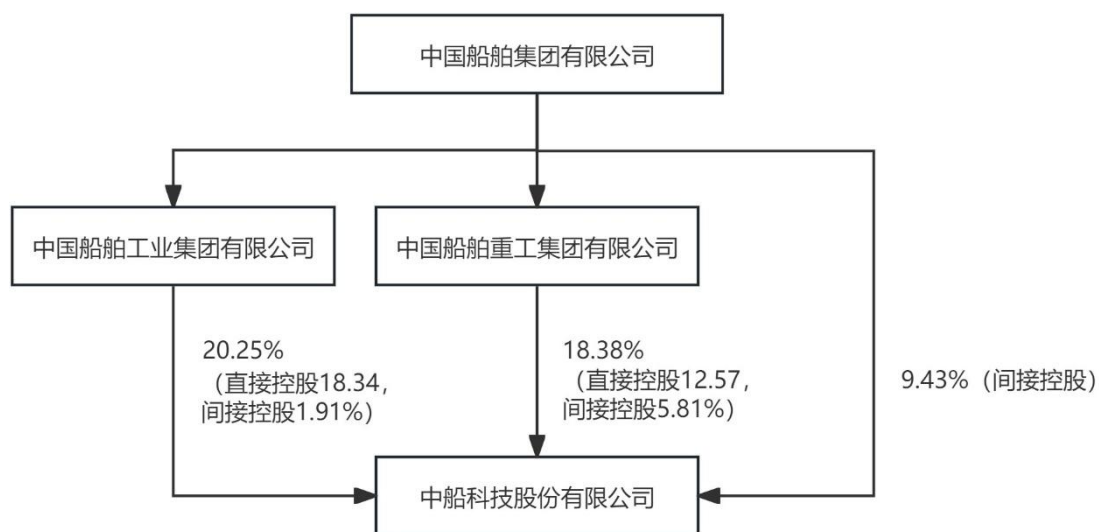 中国船舶集团有限公司
中国船舶工业集团有限公司
中国船舶重工集团有限公司
20.25%
（直接控股18.34，
间接控股1.91%）
18.38%
（直接控股12.57，
间接控股5.81%）
9.43%（间接控股）
中船科技股份有限公司